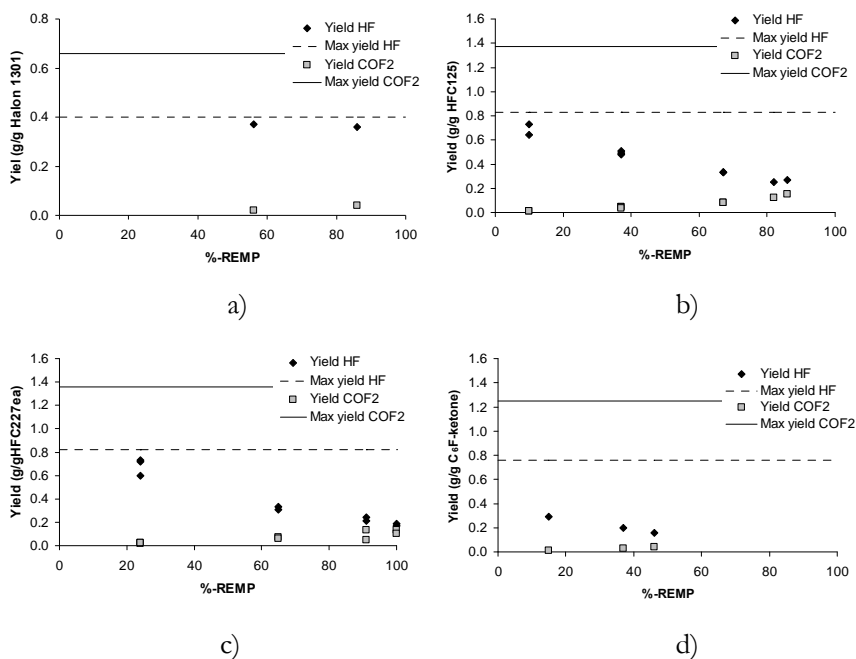 Yiel (g/g Halon 1301)
0.8
0.6
0.4
0.2
0.0
0 20 40 60 80 100
%-REMP
Yield HF
Max yield HF
Yield COF2
Max yield COF2
a)
Yield (g/g HFC125)
1.6
1.4
1.2
1.0
0.8
0.6
0.4
0.2
0.0
0 20 40 60 80 100
%-REMP
Yield HF
Max yield HF
Yield COF2
Max yield COF2
b)
Yield (g/gHFC227ea)
1.6
1.4
1.2
1.0
0.8
0.6
0.4
0.2
0.0
0 20 40 60 80 100
%-REMP
Yield HF
Max yield HF
Yield COF2
Max yield COF2
c)
Yield (g/g C₆F-ketone)
1.6
1.4
1.2
1.0
0.8
0.6
0.4
0.2
0.0
0 20 40 60 80 100
%-REMP
Yield HF
Max yield HF
Yield COF2
Max yield COF2
d)